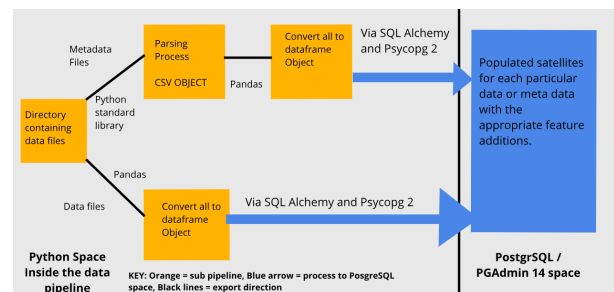 Metadata
Files
Parsing
Process
CSV OBJECT
Pandas
Convert all to
dataframe
Object
Via SQL Alchemy
and Psycopg 2
Populated satellites
for each particular
data or meta data
with the
appropriate feature
additions.
Directory
containing
data files
Python
standard
library
Pandas
Data files
Convert all to
dataframe
Object
Via SQL Alchemy and Psycopg 2
Python Space
Inside the data
pipeline
KEY: Orange = sub pipeline, Blue arrow = process to PosgreSQL
space, Black lines = export direction
PostgrSQL /
PGAdmin 14 space